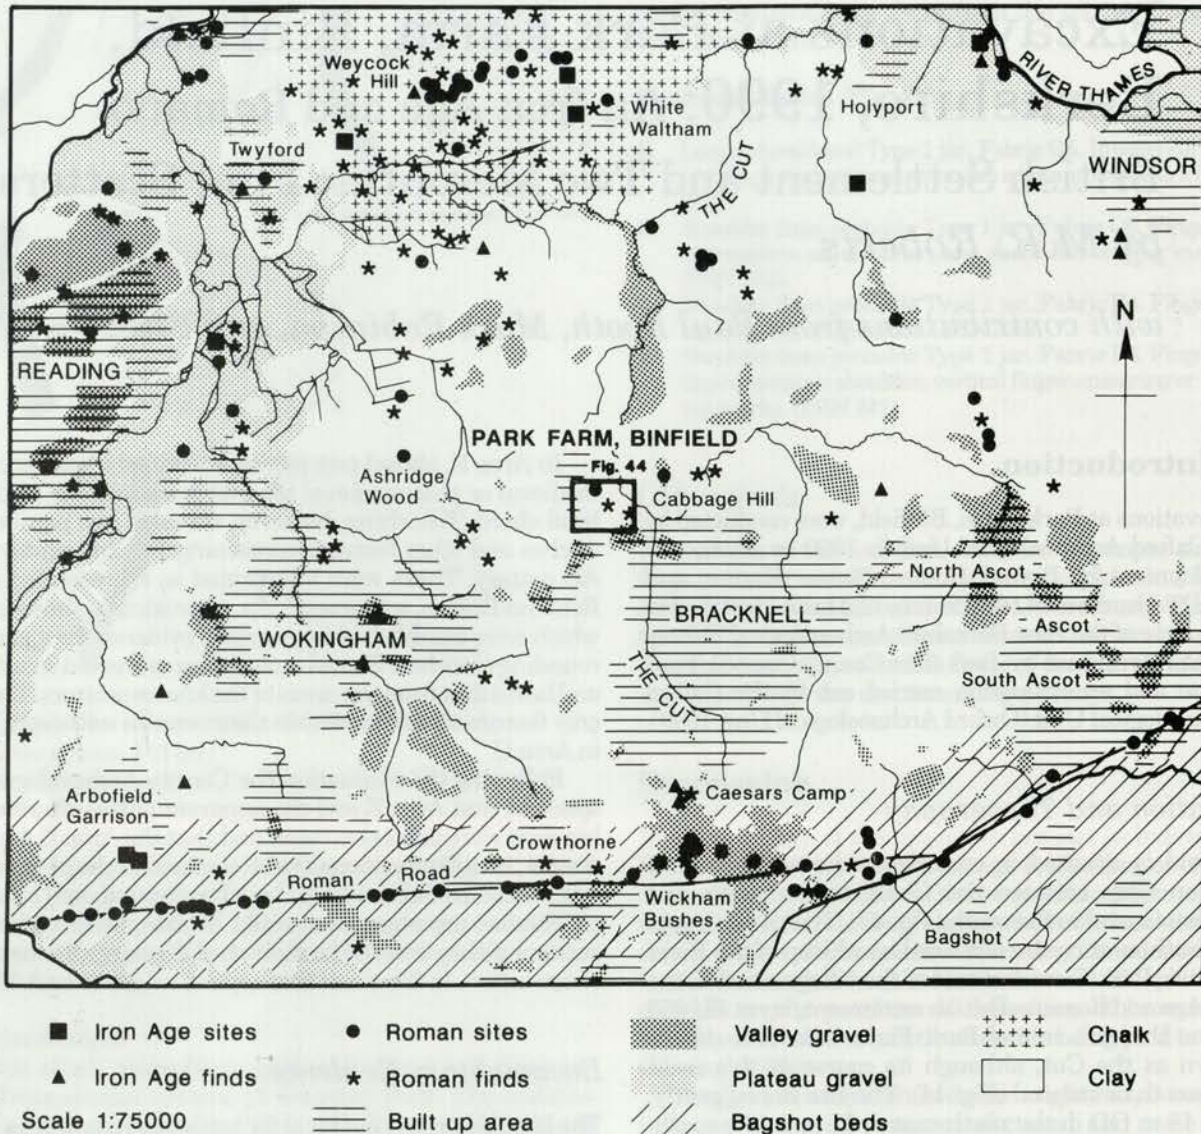 Weycock
Hill
White
Waltham
Twyford
THE CUT
Holyport
RIVER THAMES
WINDSOR
N
READING
PARK FARM, BINFIELD
Fig. 44
Ashridge
Wood
Cabbage Hill
North Ascot
Ascot
South Ascot
WOKINGHAM
BRACKNELL
THE CUT
Arbofield
Garrison
Caesars Camp
Crowthorne
Roman Road
Wickham
Bushes
Bagshot
Iron Age sites
Roman sites
Valley gravel
Chalk
Iron Age finds
Roman finds
Plateau gravel
Clay
Scale 1:75000
Built up area
Bagshot beds